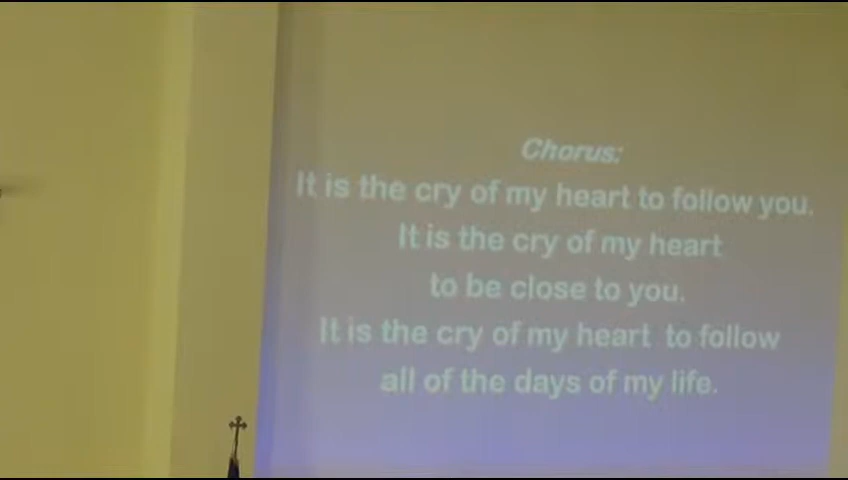 Chorus:
It is the cry of my heart to follow you.
It is the cry of my heart
to be close to you.
It is the cry of my heart to follow
all of the days of my life.